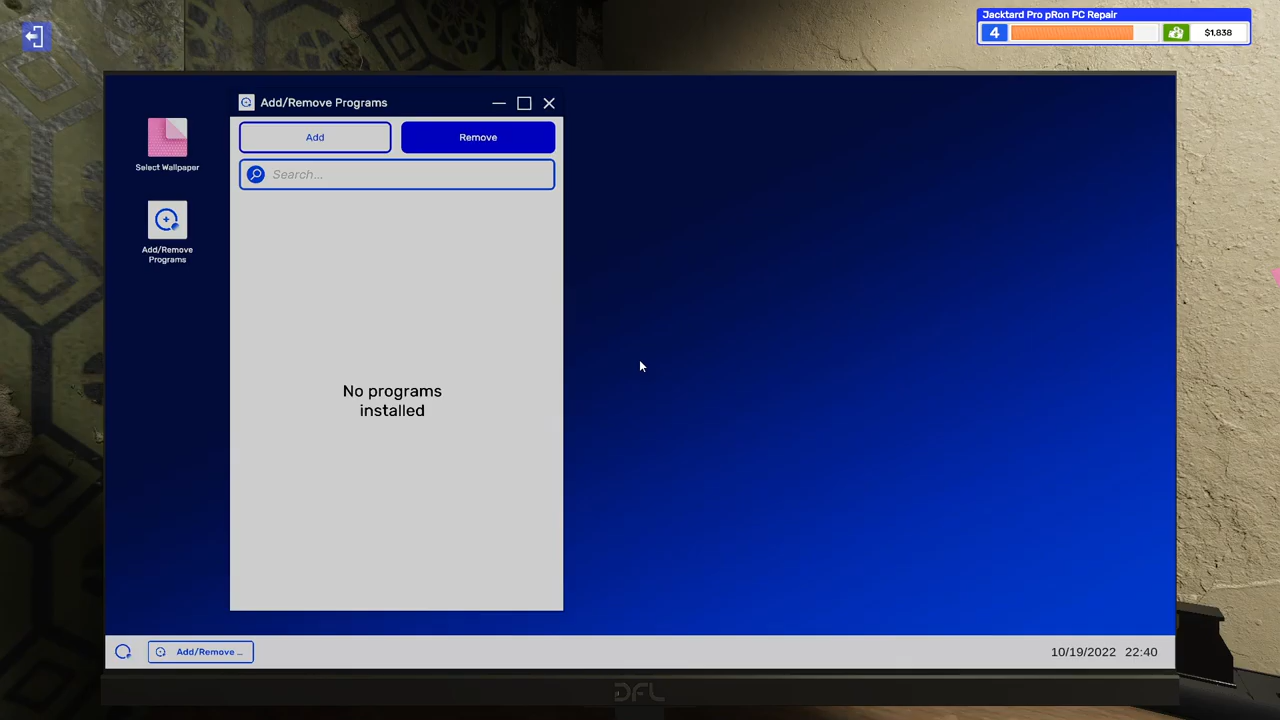 Jacktard Pro pRon PC Repair
4
$1,838
Add/Remove Programs
Add
Remove
Search...
Select Wallpaper
Add/Remove
Programs
No programs
installed
Add/Remove ...
10/19/2022 22:40
DFL